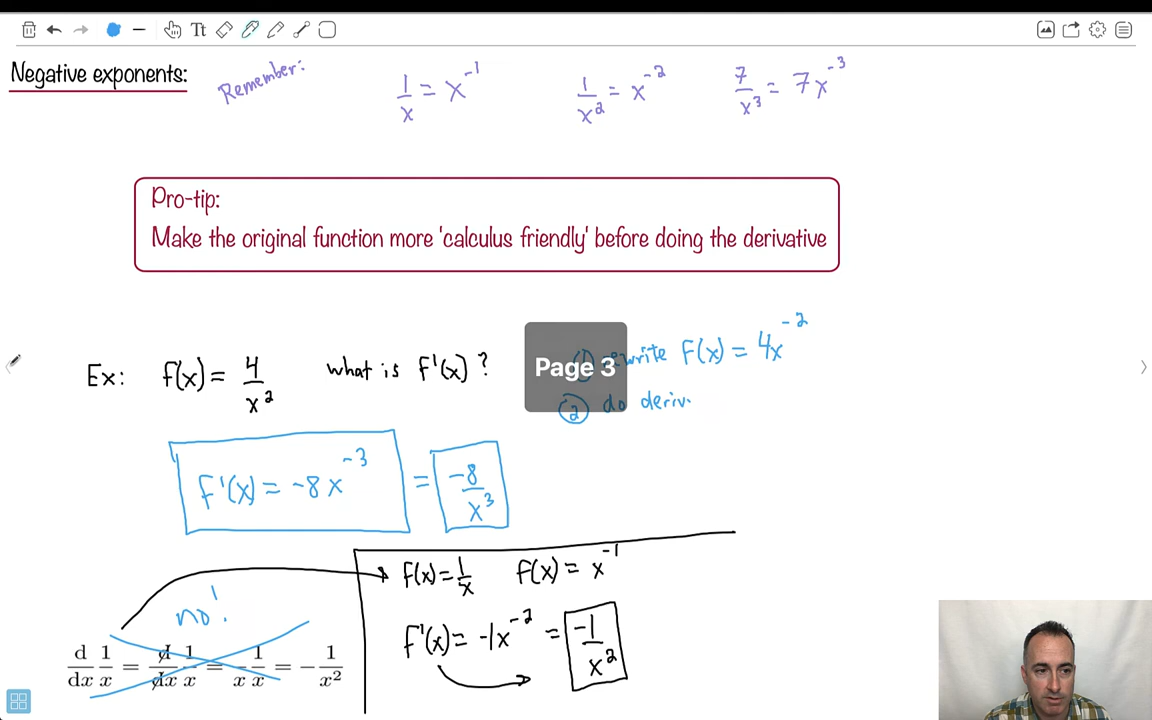 Tt
Negative exponents:
Remember:
1/x = x^-1
1/x^2 = x^-2
7/x^3 = 7x^-3
Pro-tip:
Make the original function more 'calculus friendly' before doing the derivative
Ex: f(x) = 4/x^2 what is F'(x)?
write F(x) = 4x^-2
Page 3
② do deriv
F'(x) = -8x^-3 = -8/x^3
f(x) = 1/x f(x) = x^-1
no!
F'(x) = -1x^-2 = -1/x^2
d/dx 1/x = d/dx 1/x = - 1/x x = - 1/x^2